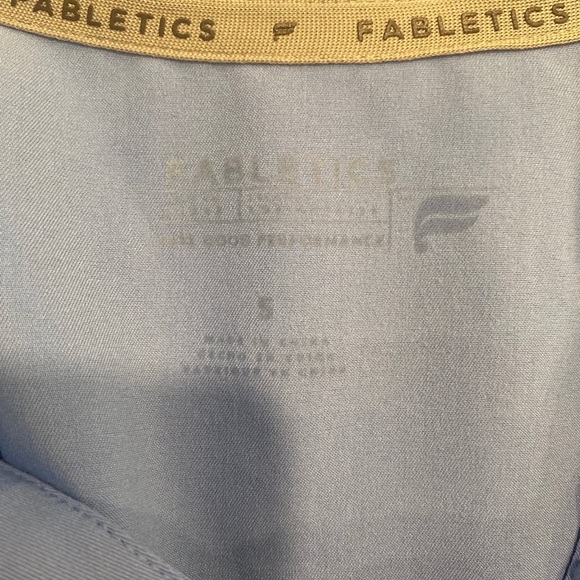 FABLETICS FABLETICS
FABLETICS
FEEL GOOD PERFORMANCE
S
MADE IN CHINA
HECHO EN CHINA
FABRIQUÉ EN CHINE